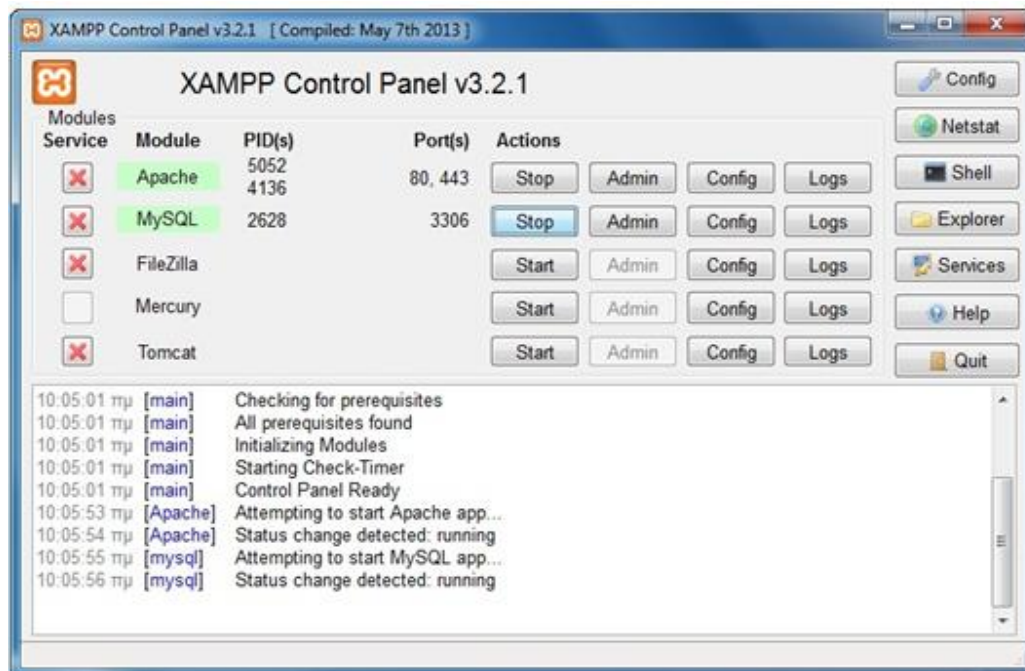 XAMPP Control Panel v3.2.1 [ Compiled: May 7th 2013 ]
XAMPP Control Panel v3.2.1
Config
Modules
Netstat
Service Module PID(s) Port(s) Actions
Apache 5052 4136 80, 443 Stop Admin Config Logs
Shell
MySQL 2628 3306 Stop Admin Config Logs
Explorer
FileZilla Start Admin Config Logs
Services
Mercury Start Admin Config Logs
Help
Tomcat Start Admin Config Logs
Quit
10:05:01 πμ [main] Checking for prerequisites
10:05:01 πμ [main] All prerequisites found
10:05:01 πμ [main] Initializing Modules
10:05:01 πμ [main] Starting Check-Timer
10:05:01 πμ [main] Control Panel Ready
10:05:53 πμ [Apache] Attempting to start Apache app...
10:05:54 πμ [Apache] Status change detected: running
10:05:55 πμ [mysql] Attempting to start MySQL app...
10:05:56 πμ [mysql] Status change detected: running